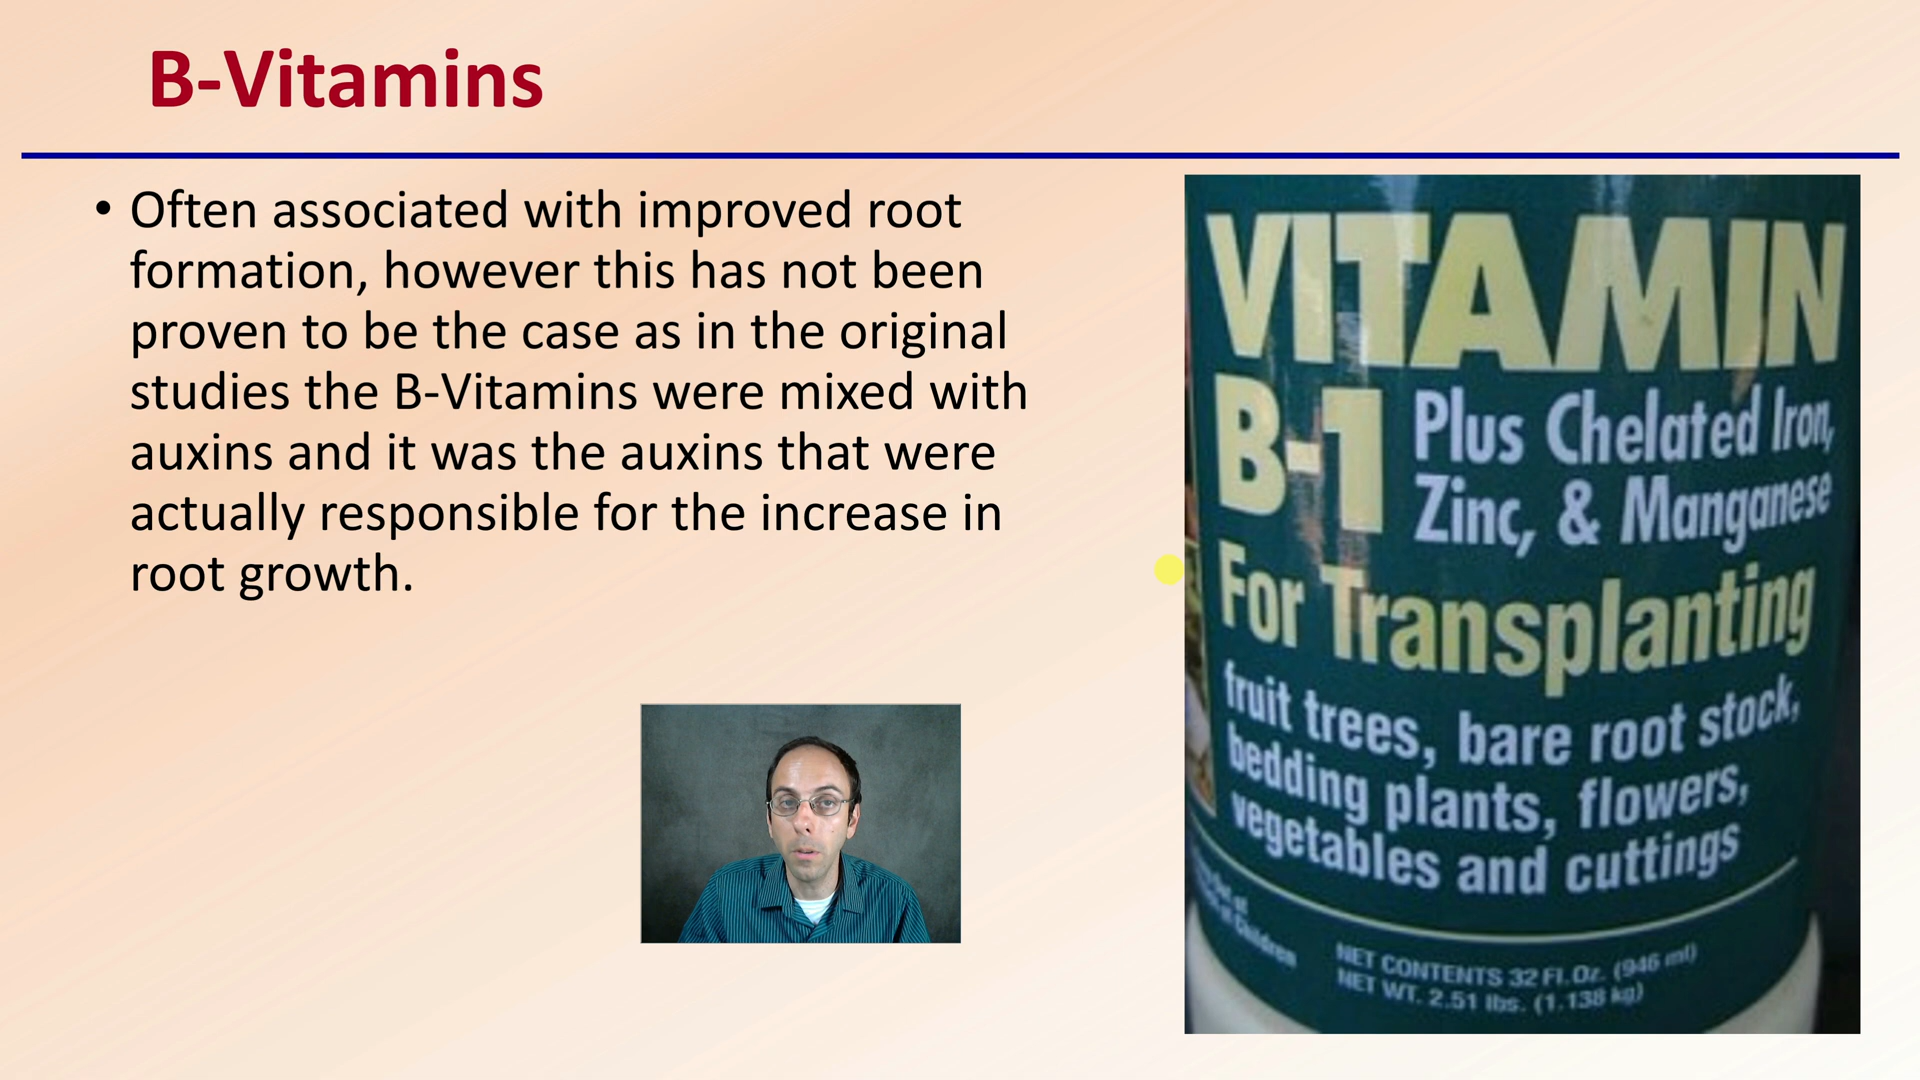 B-Vitamins
• Often associated with improved root
formation, however this has not been
proven to be the case as in the original
studies the B-Vitamins were mixed with
auxins and it was the auxins that were
actually responsible for the increase in
root growth.
VITAMIN
B-1
Plus Chelated Iron,
Zinc, & Manganese
For Transplanting
fruit trees, bare root stock,
bedding plants, flowers,
vegetables and cuttings
of Children
NET CONTENTS 32 Fl. Oz. (946 ml)
NET WT. 2.51 lbs. (1.138 kg)